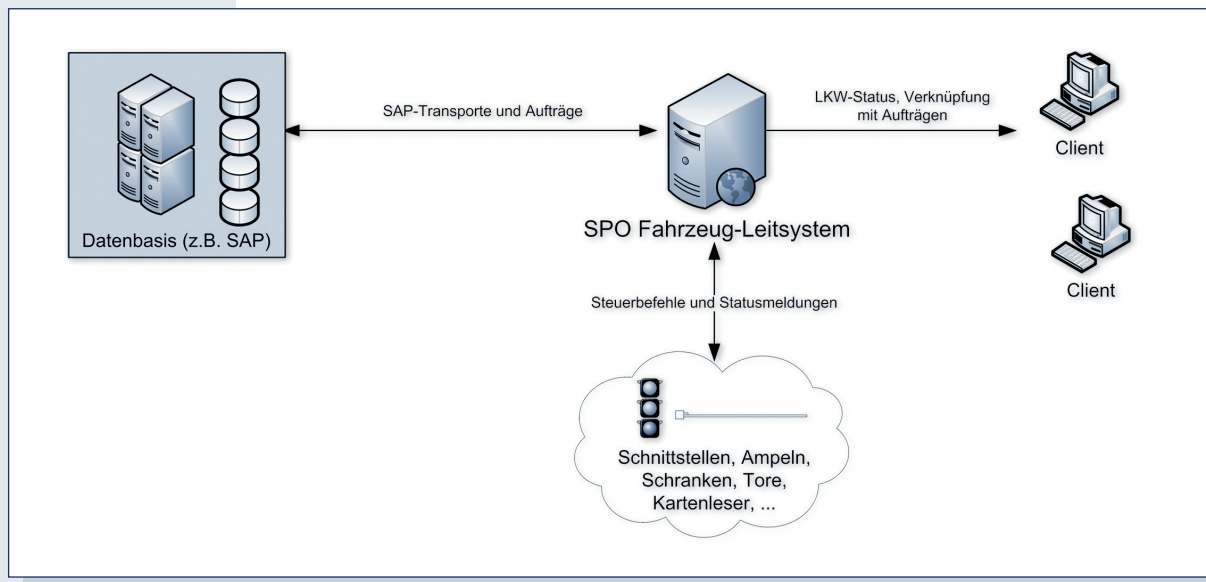 SAP-Transporte und Aufträge
LKW-Status, Verknüpfung
mit Aufträgen
Client
Datenbasis (z.B. SAP)
SPO Fahrzeug-Leitsystem
Client
Steuerbefehle und Statusmeldungen
Schnittstellen, Ampeln,
Schranken, Tore,
Kartenleser, ...